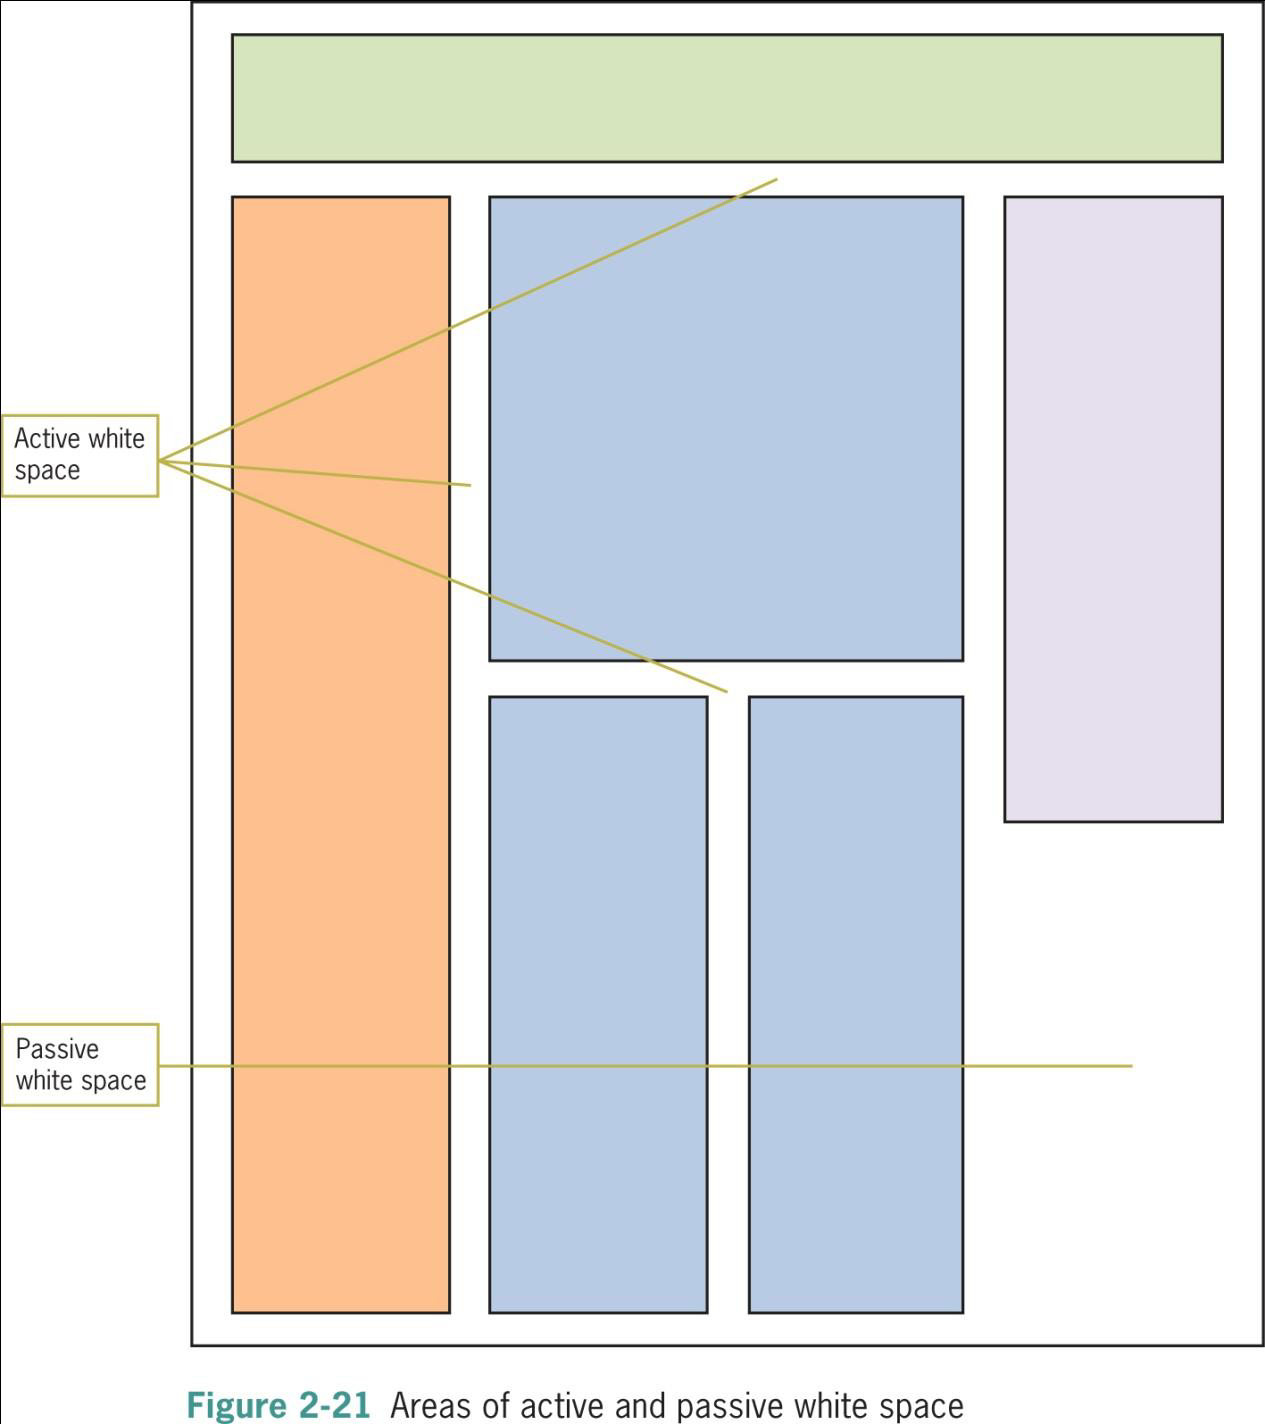 Active white
space
Passive
white space
Figure 2-21 Areas of active and passive white space